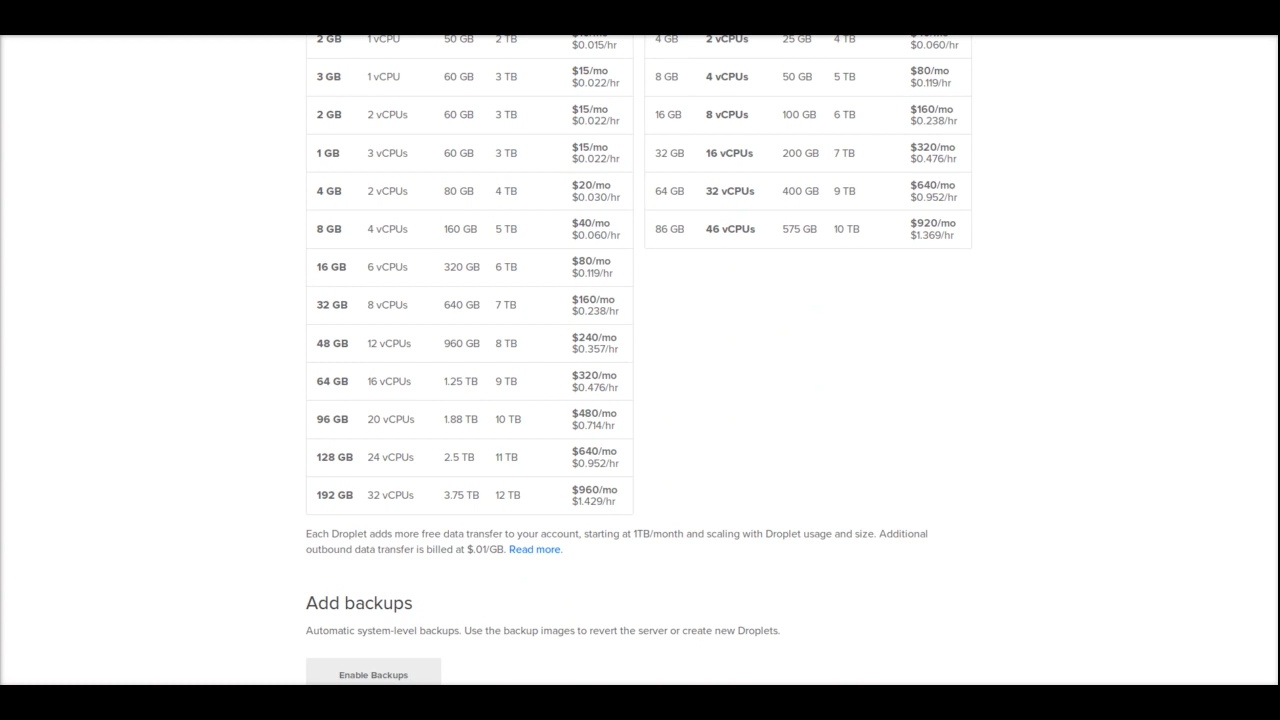 2 GB 1 vCPU 50 GB 2 TB
$0.015/hr
3 GB 1 vCPU 60 GB 3 TB $15/mo
$0.022/hr
2 GB 2 vCPUs 60 GB 3 TB $15/mo
$0.022/hr
1 GB 3 vCPUs 60 GB 3 TB $15/mo
$0.022/hr
4 GB 2 vCPUs 80 GB 4 TB $20/mo
$0.030/hr
8 GB 4 vCPUs 160 GB 5 TB $40/mo
$0.060/hr
16 GB 6 vCPUs 320 GB 6 TB $80/mo
$0.119/hr
32 GB 8 vCPUs 640 GB 7 TB $160/mo
$0.238/hr
48 GB 12 vCPUs 960 GB 8 TB $240/mo
$0.357/hr
64 GB 16 vCPUs 1.25 TB 9 TB $320/mo
$0.476/hr
96 GB 20 vCPUs 1.88 TB 10 TB $480/mo
$0.714/hr
128 GB 24 vCPUs 2.5 TB 11 TB $640/mo
$0.952/hr
192 GB 32 vCPUs 3.75 TB 12 TB $960/mo
$1.429/hr
4 GB 2 vCPUs 25 GB 4 TB
$0.060/hr
8 GB 4 vCPUs 50 GB 5 TB $80/mo
$0.119/hr
16 GB 8 vCPUs 100 GB 6 TB $160/mo
$0.238/hr
32 GB 16 vCPUs 200 GB 7 TB $320/mo
$0.476/hr
64 GB 32 vCPUs 400 GB 9 TB $640/mo
$0.952/hr
86 GB 46 vCPUs 575 GB 10 TB $920/mo
$1.369/hr
Each Droplet adds more free data transfer to your account, starting at 1TB/month and scaling with Droplet usage and size. Additional
outbound data transfer is billed at $.01/GB. Read more.
Add backups
Automatic system-level backups. Use the backup images to revert the server or create new Droplets.
Enable Backups